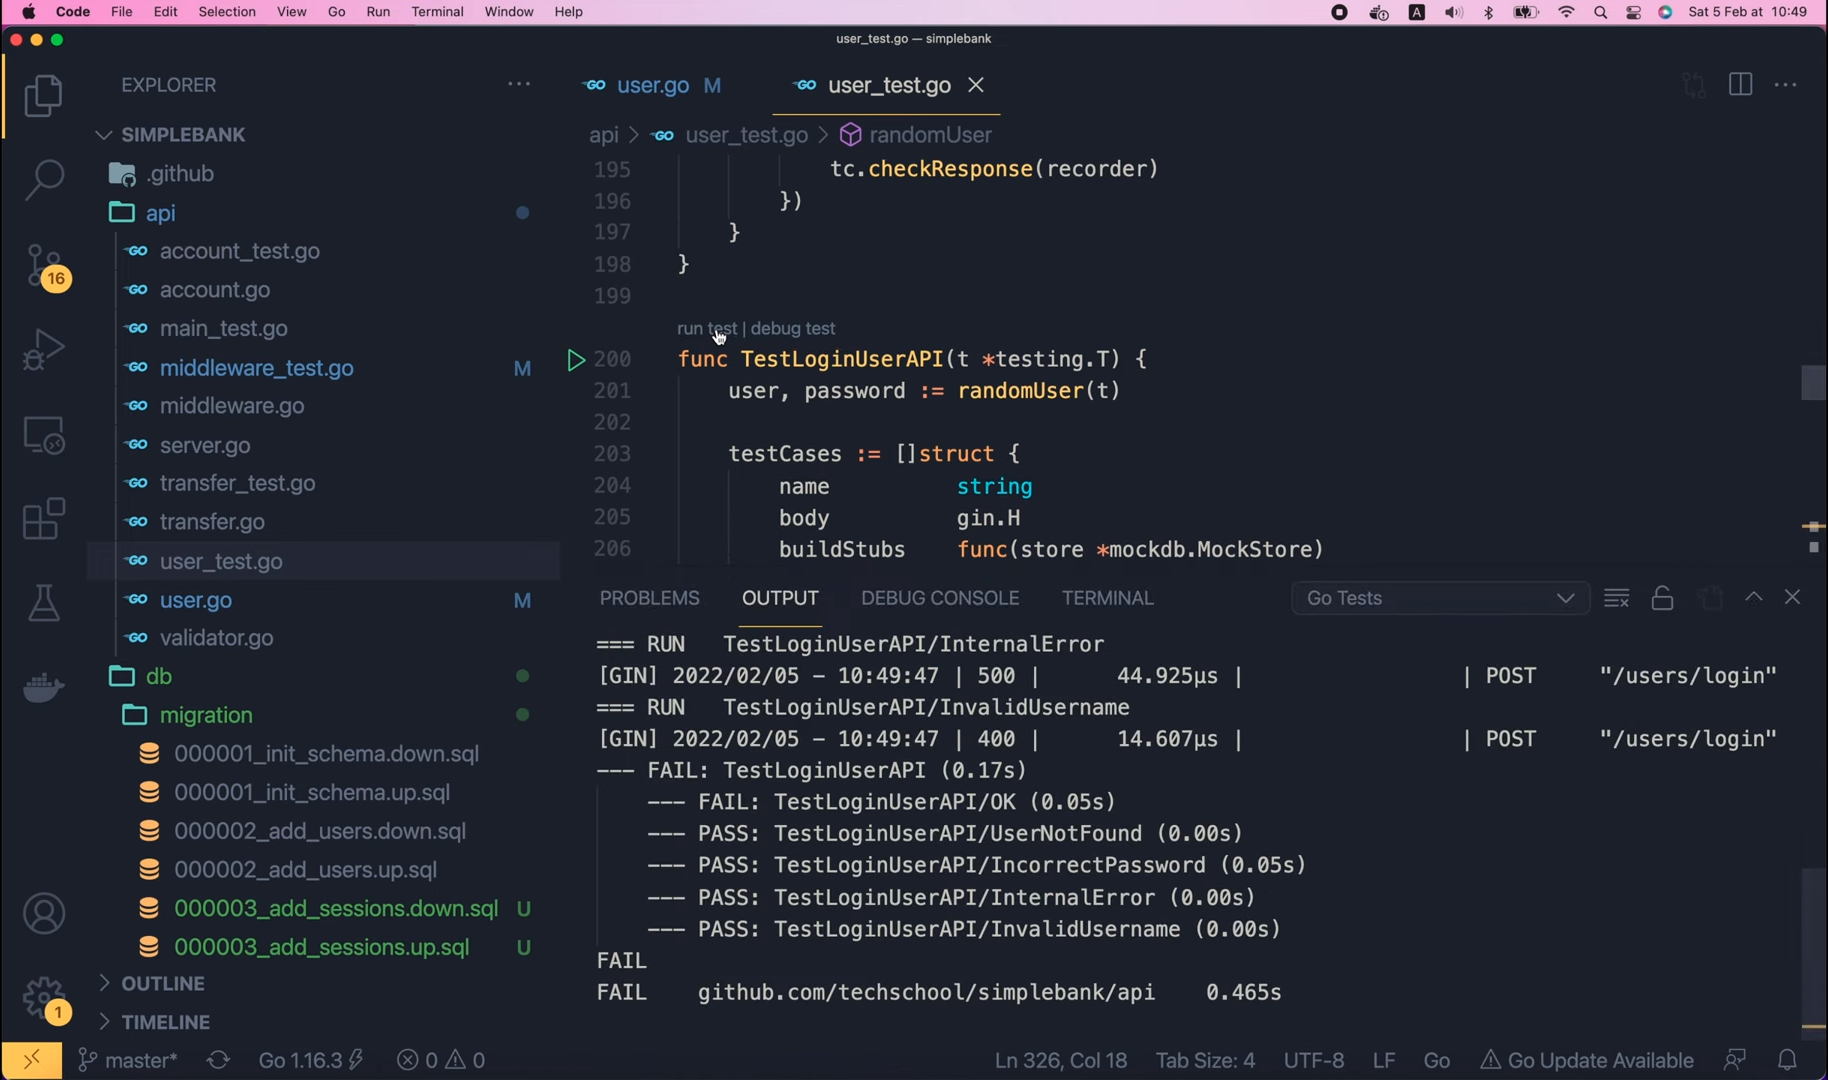 Code File Edit Selection View Go Run Terminal Window Help A Sat 5 Feb at 10:49
user_test.go — simplebank
EXPLORER
SIMPLEBANK
.github
api
account_test.go
account.go
main_test.go
middleware_test.go M
middleware.go
server.go
transfer_test.go
transfer.go
user_test.go
user.go M
validator.go
db
migration
000001_init_schema.down.sql
000001_init_schema.up.sql
000002_add_users.down.sql
000002_add_users.up.sql
000003_add_sessions.down.sql U
000003_add_sessions.up.sql U
OUTLINE
TIMELINE
16
1
GO user.go M GO user_test.go
api > GO user_test.go > randomUser
195 tc.checkResponse(recorder)
196 })
197 }
198 }
199
run test | debug test
200 func TestLoginUserAPI(t *testing.T) {
201 user, password := randomUser(t)
202
203 testCases := []struct {
204 name string
205 body gin.H
206 buildStubs func(store *mockdb.MockStore)
PROBLEMS OUTPUT DEBUG CONSOLE TERMINAL Go Tests
=== RUN TestLoginUserAPI/InternalError
[GIN] 2022/02/05 - 10:49:47 | 500 | 44.925µs | | POST "/users/login"
=== RUN TestLoginUserAPI/InvalidUsername
[GIN] 2022/02/05 - 10:49:47 | 400 | 14.607µs | | POST "/users/login"
--- FAIL: TestLoginUserAPI (0.17s)
--- FAIL: TestLoginUserAPI/OK (0.05s)
--- PASS: TestLoginUserAPI/UserNotFound (0.00s)
--- PASS: TestLoginUserAPI/IncorrectPassword (0.05s)
--- PASS: TestLoginUserAPI/InternalError (0.00s)
--- PASS: TestLoginUserAPI/InvalidUsername (0.00s)
FAIL
FAIL github.com/techschool/simplebank/api 0.465s
master* Go 1.16.3 0 0 Ln 326, Col 18 Tab Size: 4 UTF-8 LF Go Go Update Available